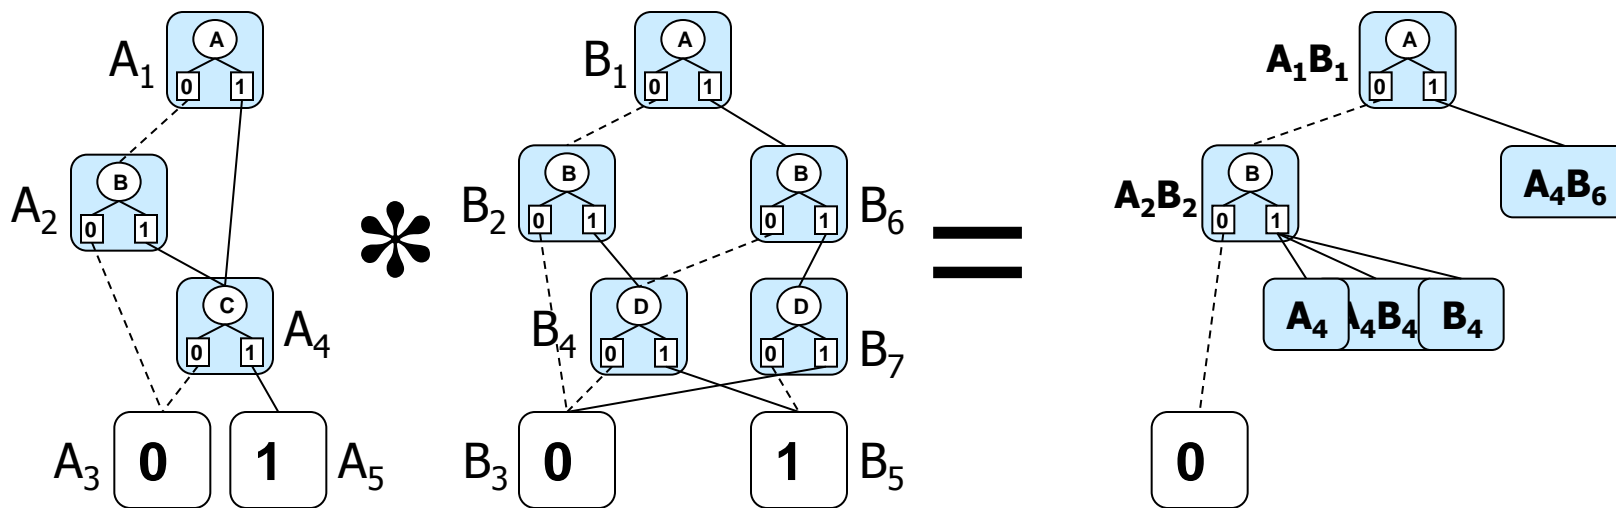 A
A₁
0 1
B
A₂
0 1
C
A₄
0 1
A₃
0
1
A₅
*
A
B₁
0 1
B
B₂
0 1
B
B₆
0 1
D
B₄
0 1
D
B₇
0 1
B₃
0
1
B₅
=
A
A₁B₁
0 1
B
A₂B₂
0 1
A₄B₆
A₄
A₄B₄
B₄
0